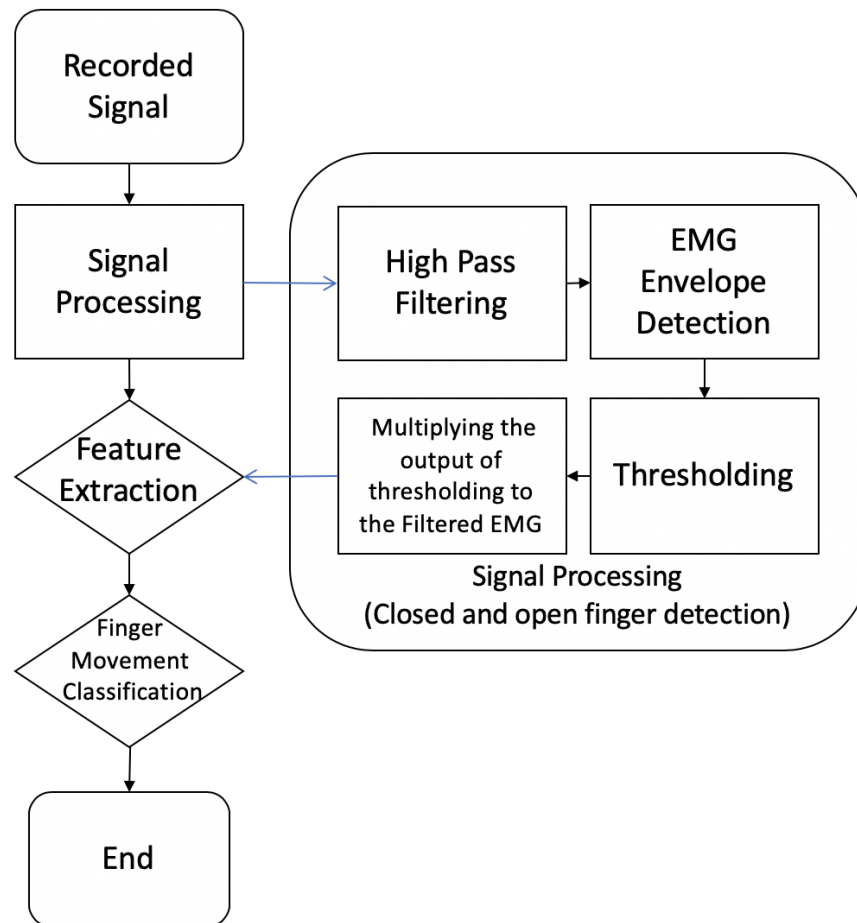 Recorded
Signal
Signal
Processing
High Pass
Filtering
EMG
Envelope
Detection
Feature
Extraction
Multiplying the
output of
thresholding to
the Filtered EMG
Thresholding
Signal Processing
(Closed and open finger detection)
Finger
Movement
Classification
End